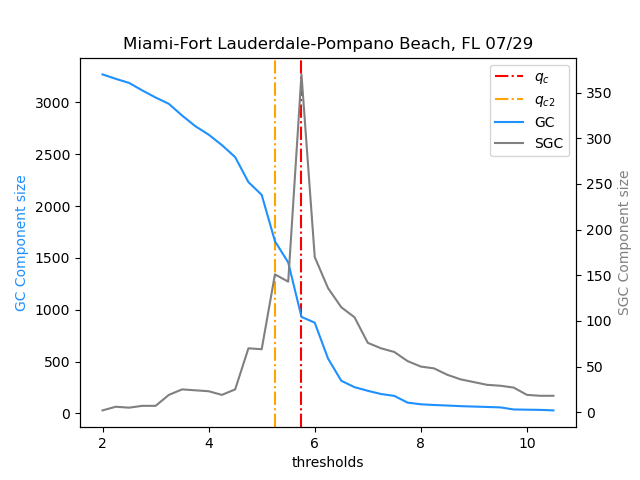 Miami-Fort Lauderdale-Pompano Beach, FL 07/29
q_c
q_c2
GC
SGC
GC Component size
3000
2500
2000
1500
1000
500
0
350
300
250
200
150
100
50
0
SGC Component size
2 4 6 8 10
thresholds